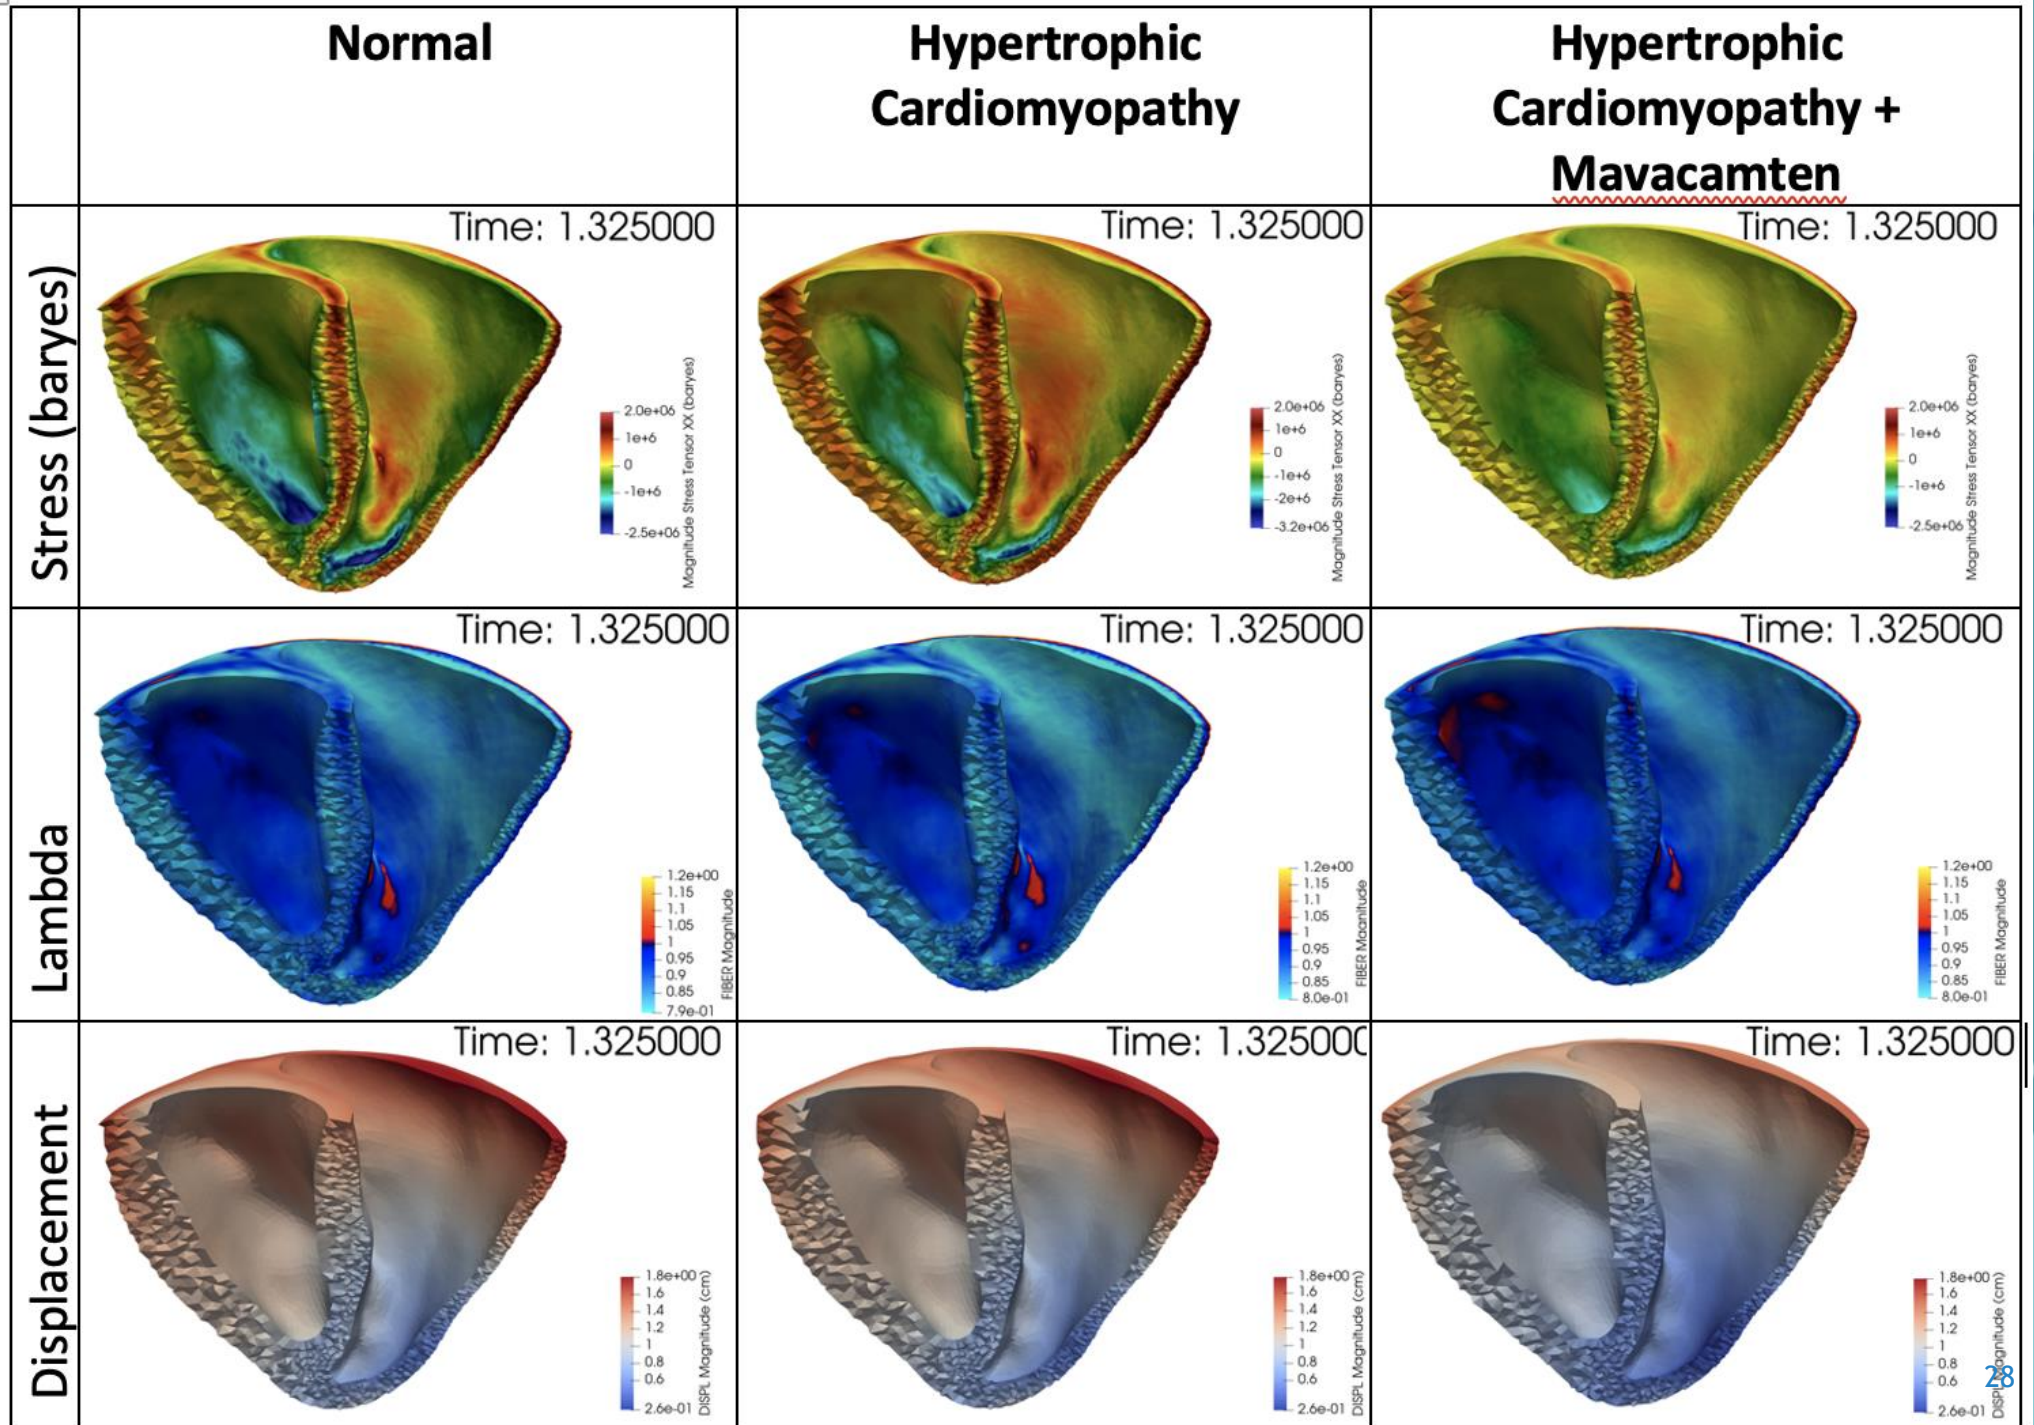 Normal
Hypertrophic
Cardiomyopathy
Hypertrophic
Cardiomyopathy +
Mavacamten
Stress (baryes)
Time: 1.325000
2.0e+06
1e+6
0
-1e+6
-2.5e+06
Magnitude Stress Tensor XX (baryes)
Time: 1.325000
2.0e+06
1e+6
0
-1e+6
-2e+6
-3.2e+06
Magnitude Stress Tensor XX (baryes)
Time: 1.325000
2.0e+06
1e+6
0
-1e+6
-2.5e+06
Magnitude Stress Tensor XX (baryes)
Lambda
Time: 1.325000
1.2e+00
1.15
1.1
1.05
1
0.95
0.9
0.85
7.9e-01
FIBER Magnitude
Time: 1.325000
1.2e+00
1.15
1.1
1.05
1
0.95
0.9
0.85
8.0e-01
FIBER Magnitude
Time: 1.325000
1.2e+00
1.15
1.1
1.05
1
0.95
0.9
0.85
8.0e-01
FIBER Magnitude
Displacement
Time: 1.325000
1.8e+00
1.6
1.4
1.2
1
0.8
0.6
2.6e-01
DISPL Magnitude (cm)
Time: 1.325000
1.8e+00
1.6
1.4
1.2
1
0.8
0.6
2.6e-01
DISPL Magnitude (cm)
Time: 1.325000
1.8e+00
1.6
1.4
1.2
1
0.8
0.6
2.6e-01
DISPL Magnitude (cm)
28